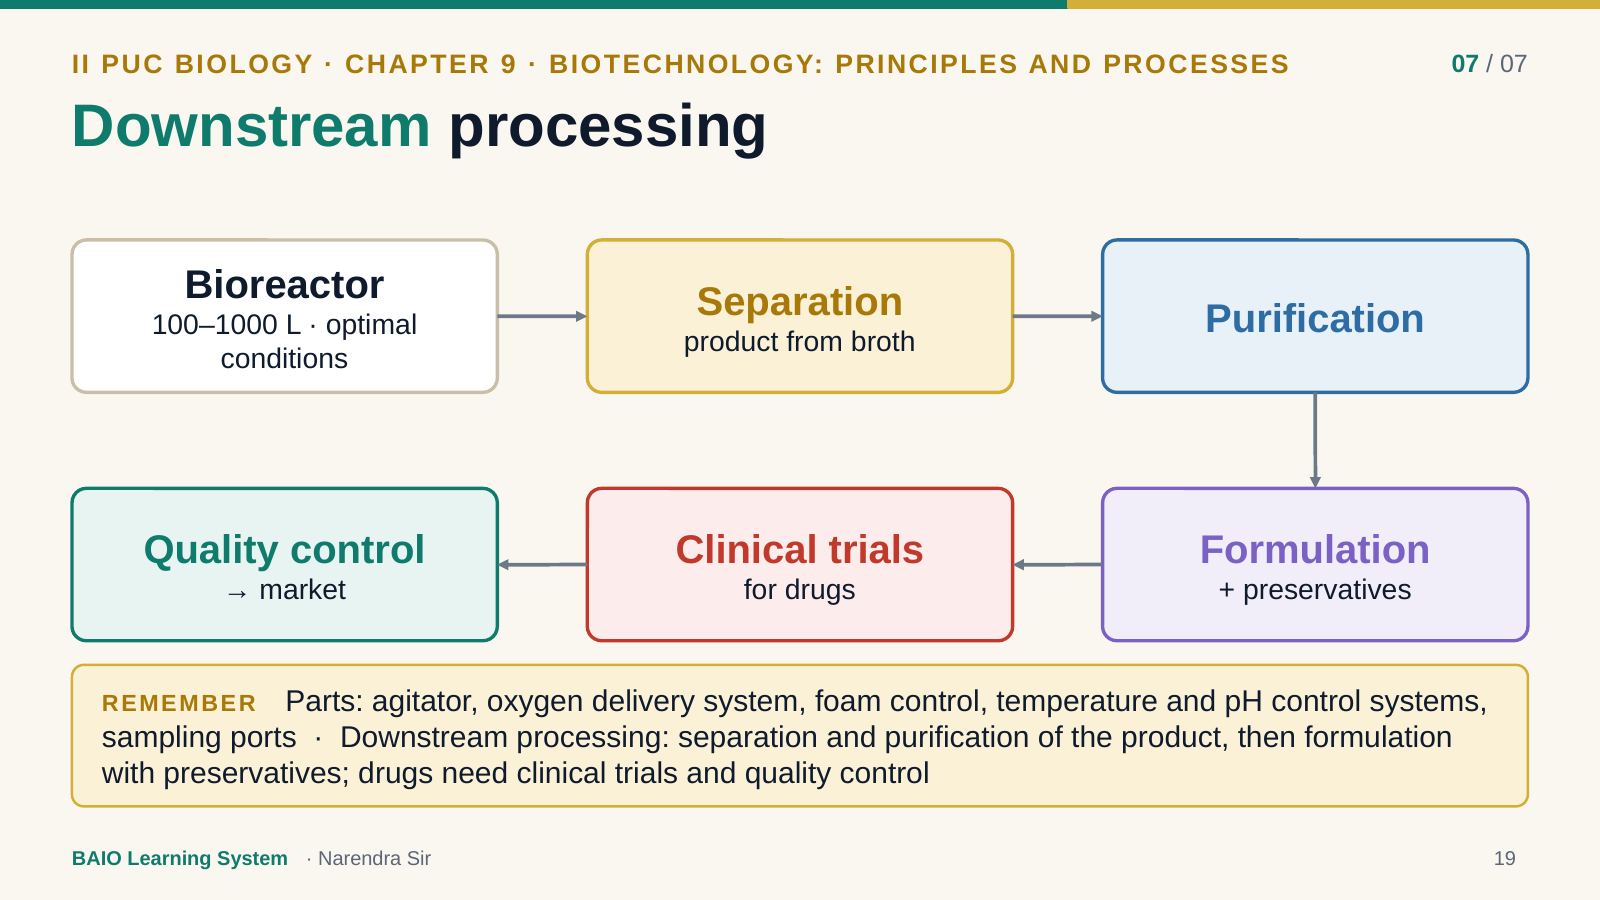 II PUC BIOLOGY · CHAPTER 9 · BIOTECHNOLOGY: PRINCIPLES AND PROCESSES
07 / 07
Downstream processing
Bioreactor
100–1000 L · optimal
conditions
Separation
product from broth
Purification
Quality control
→ market
Clinical trials
for drugs
Formulation
+ preservatives
REMEMBER Parts: agitator, oxygen delivery system, foam control, temperature and pH control systems,
sampling ports · Downstream processing: separation and purification of the product, then formulation
with preservatives; drugs need clinical trials and quality control
BAIO Learning System · Narendra Sir
19